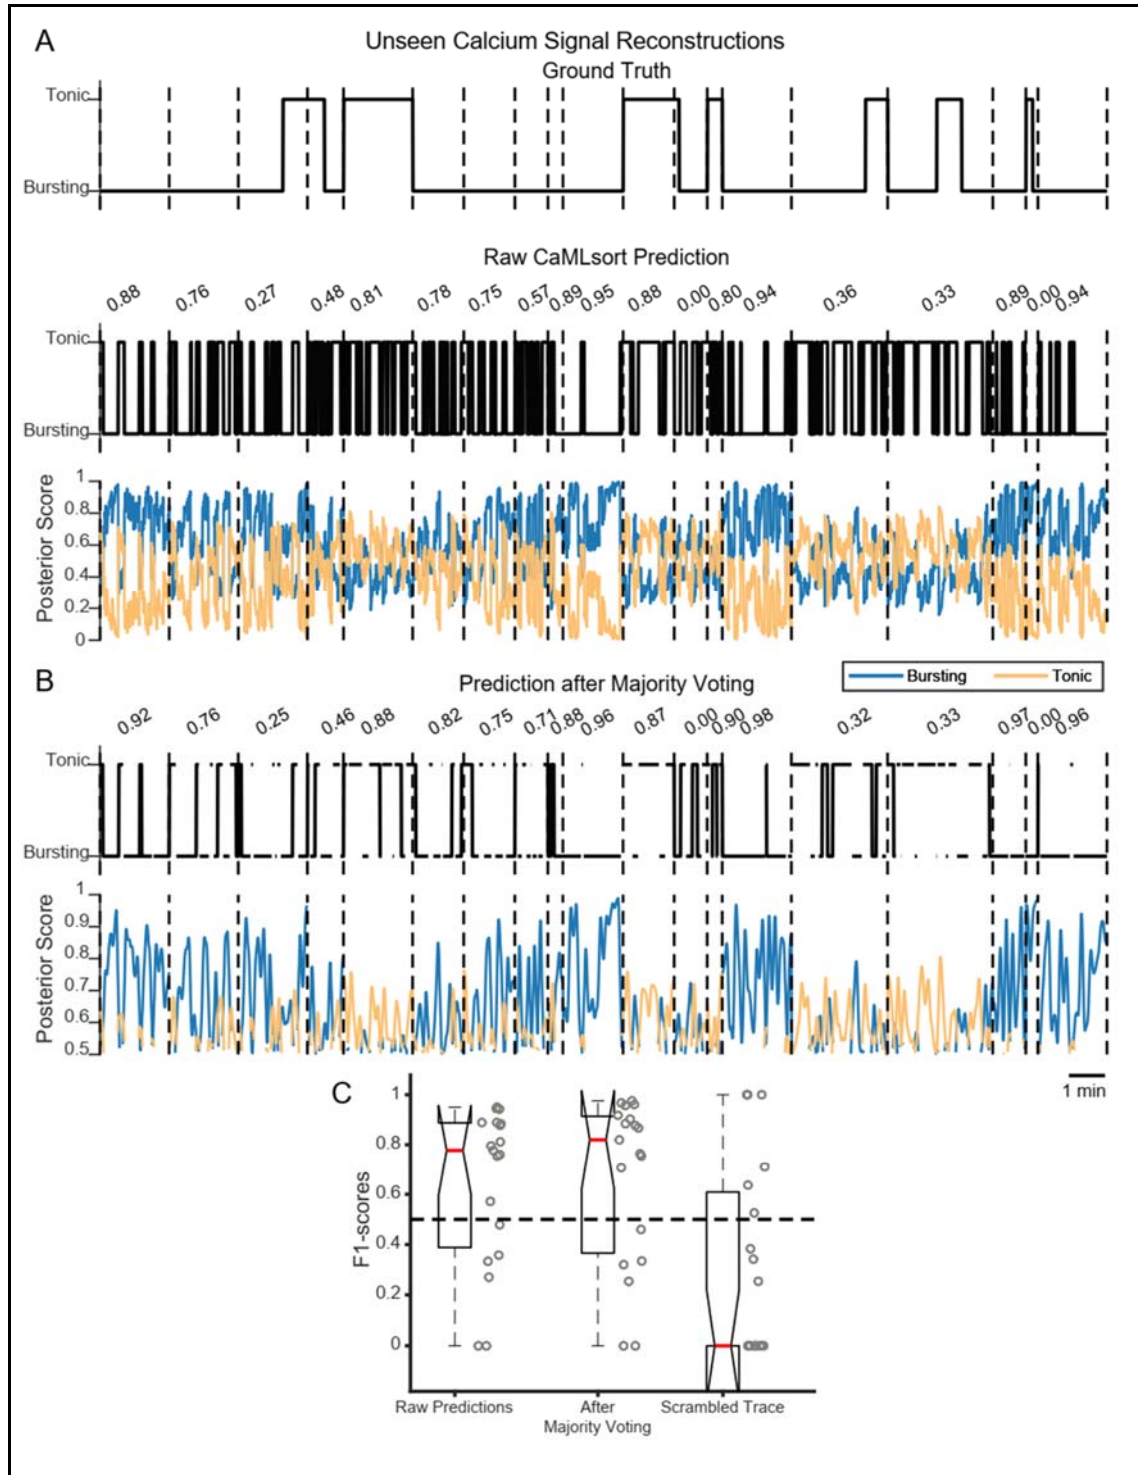 A
Unseen Calcium Signal Reconstructions
Ground Truth
Tonic
Bursting
Raw CaMLsort Prediction
0.88 0.76 0.27 0.48 0.81 0.78 0.75 0.57 0.89 0.95 0.88 0.00 0.80 0.94 0.36 0.33 0.89 0.00 0.94
Tonic
Bursting
Posterior Score
1
0.8
0.6
0.4
0.2
0
B
Bursting Tonic
Prediction after Majority Voting
0.92 0.76 0.25 0.46 0.88 0.82 0.75 0.71 0.88 0.96 0.87 0.00 0.90 0.98 0.32 0.33 0.97 0.00 0.96
Tonic
Bursting
Posterior Score
1
0.9
0.8
0.7
0.6
0.5
1 min
C
F1-scores
1
0.8
0.6
0.4
0.2
0
Raw Predictions After Scrambled Trace
Majority Voting